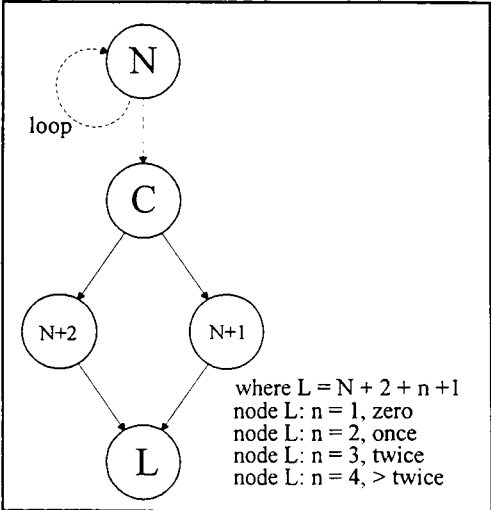 N
loop
C
N+2
N+1
where L = N + 2 + n +1
node L: n = 1, zero
node L: n = 2, once
node L: n = 3, twice
node L: n = 4, > twice
L